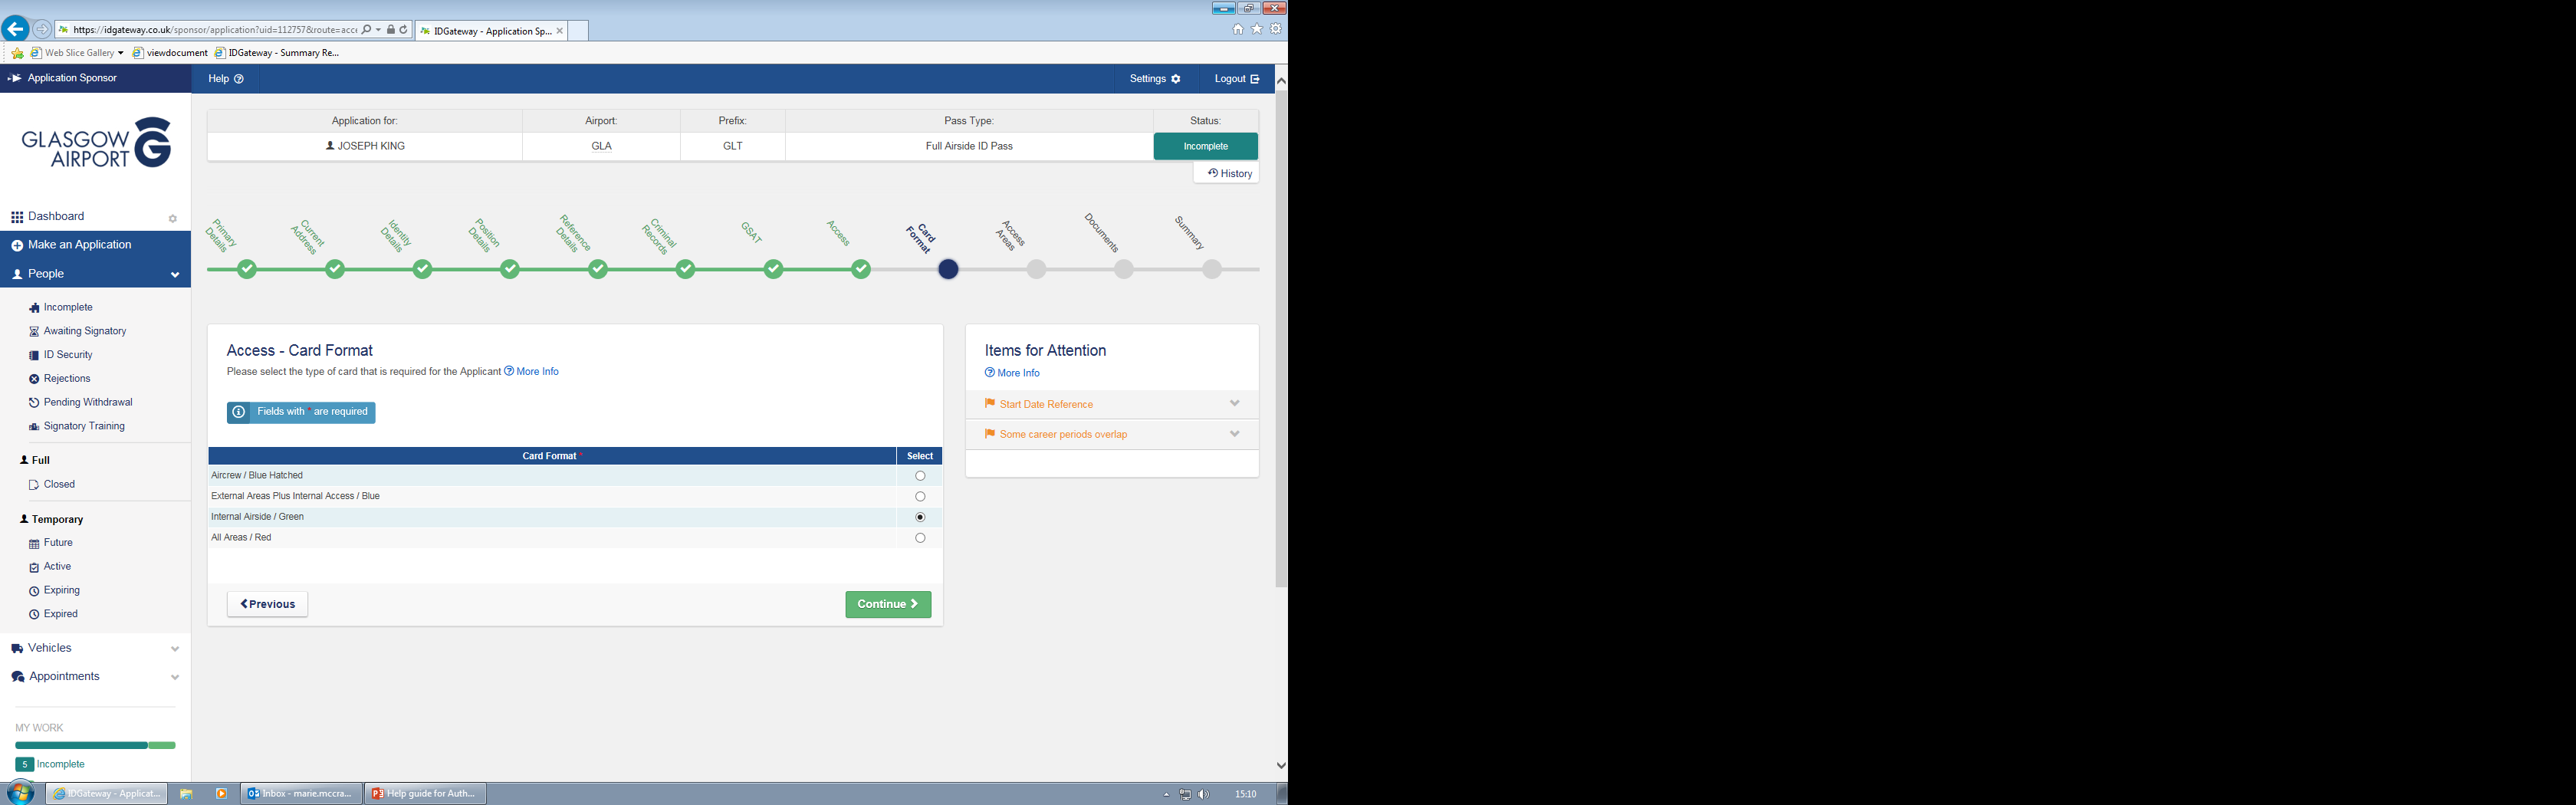 https://idgateway.co.uk/sponsor/application?uid=112757&route=acce
IDGateway - Application Sp...
Web Slice Gallery
viewdocument
IDGateway - Summary Re...
Application Sponsor
Help
Settings
Logout
GLASGOW
AIRPORT
Application for:
Airport:
Prefix:
Pass Type:
Status:
JOSEPH KING
GLA
GLT
Full Airside ID Pass
Incomplete
History
Primary
Details
Current
Address
Identity
Details
Position
Details
Reference
Details
Criminal
Records
GSAT
Access
Card
Format
Access
Areas
Documents
Summary
Dashboard
Make an Application
People
Incomplete
Awaiting Signatory
ID Security
Rejections
Pending Withdrawal
Signatory Training
Full
Closed
Temporary
Future
Active
Expiring
Expired
Vehicles
Appointments
MY WORK
5 Incomplete
Access - Card Format
Please select the type of card that is required for the Applicant More Info
Fields with * are required
Card Format *
Select
Aircrew / Blue Hatched
External Areas Plus Internal Access / Blue
Internal Airside / Green
All Areas / Red
Previous
Continue
Items for Attention
More Info
Start Date Reference
Some career periods overlap
IDGateway - Applicat...
Inbox - marie.mccra...
Help guide for Auth...
15:10